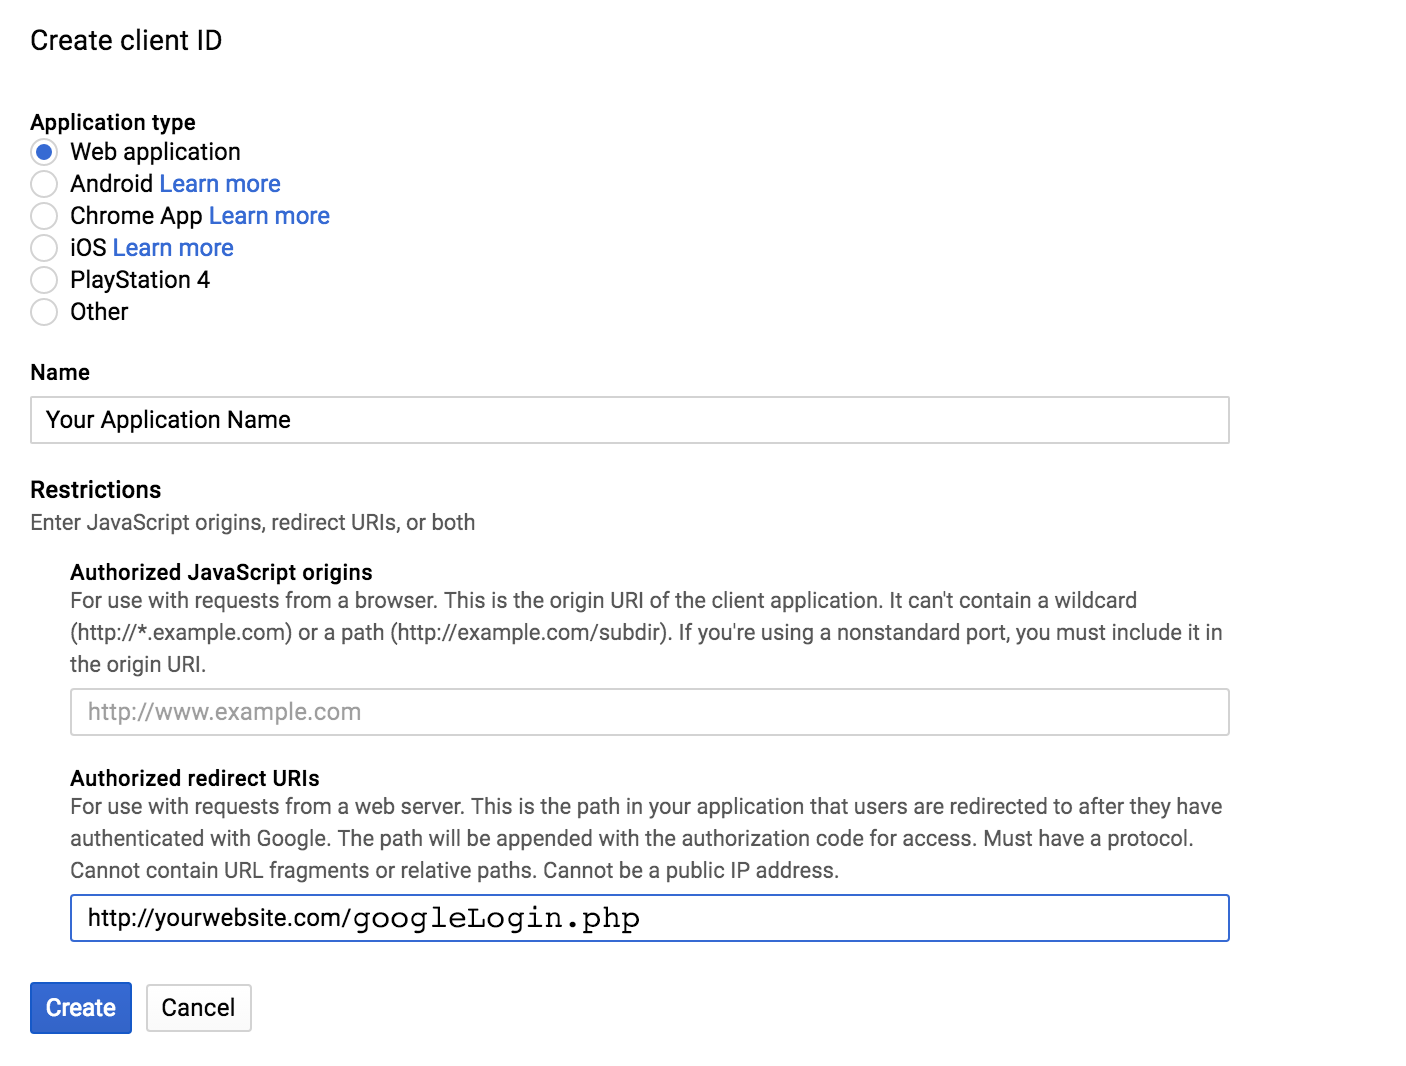 Create client ID
Application type
Web application
Android Learn more
Chrome App Learn more
iOS Learn more
PlayStation 4
Other
Name
Your Application Name
Restrictions
Enter JavaScript origins, redirect URIs, or both
Authorized JavaScript origins
For use with requests from a browser. This is the origin URI of the client application. It can't contain a wildcard
(http://*.example.com) or a path (http://example.com/subdir). If you're using a nonstandard port, you must include it in
the origin URI.
http://www.example.com
Authorized redirect URIs
For use with requests from a web server. This is the path in your application that users are redirected to after they have
authenticated with Google. The path will be appended with the authorization code for access. Must have a protocol.
Cannot contain URL fragments or relative paths. Cannot be a public IP address.
http://yourwebsite.com/googleLogin.php
Create Cancel